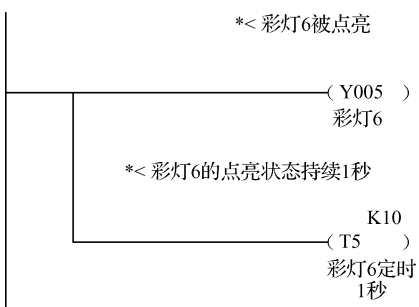 *< 彩灯6被点亮
( Y005 )
彩灯6
*< 彩灯6的点亮状态持续1秒
K10
( T5 )
彩灯6定时
1秒